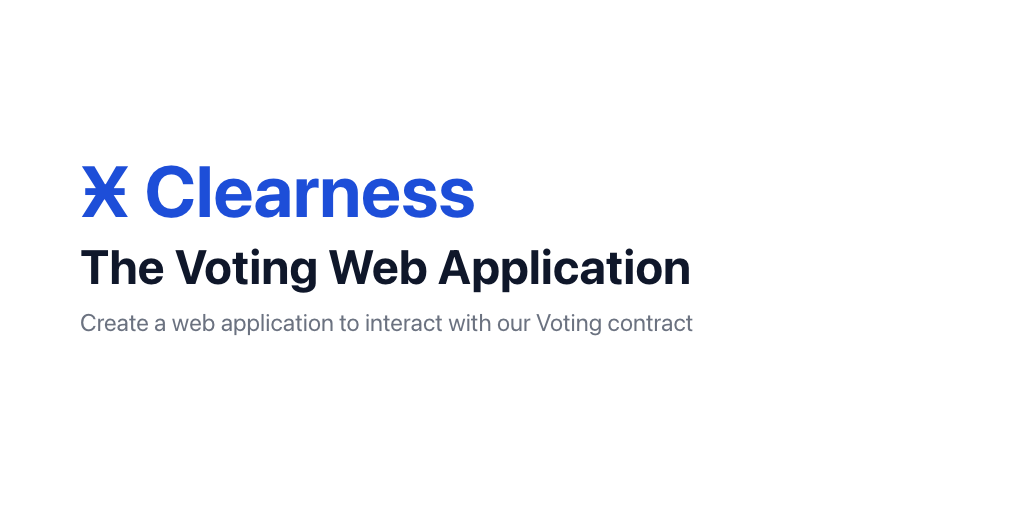 Ӿ Clearness
The Voting Web Application
Create a web application to interact with our Voting contract